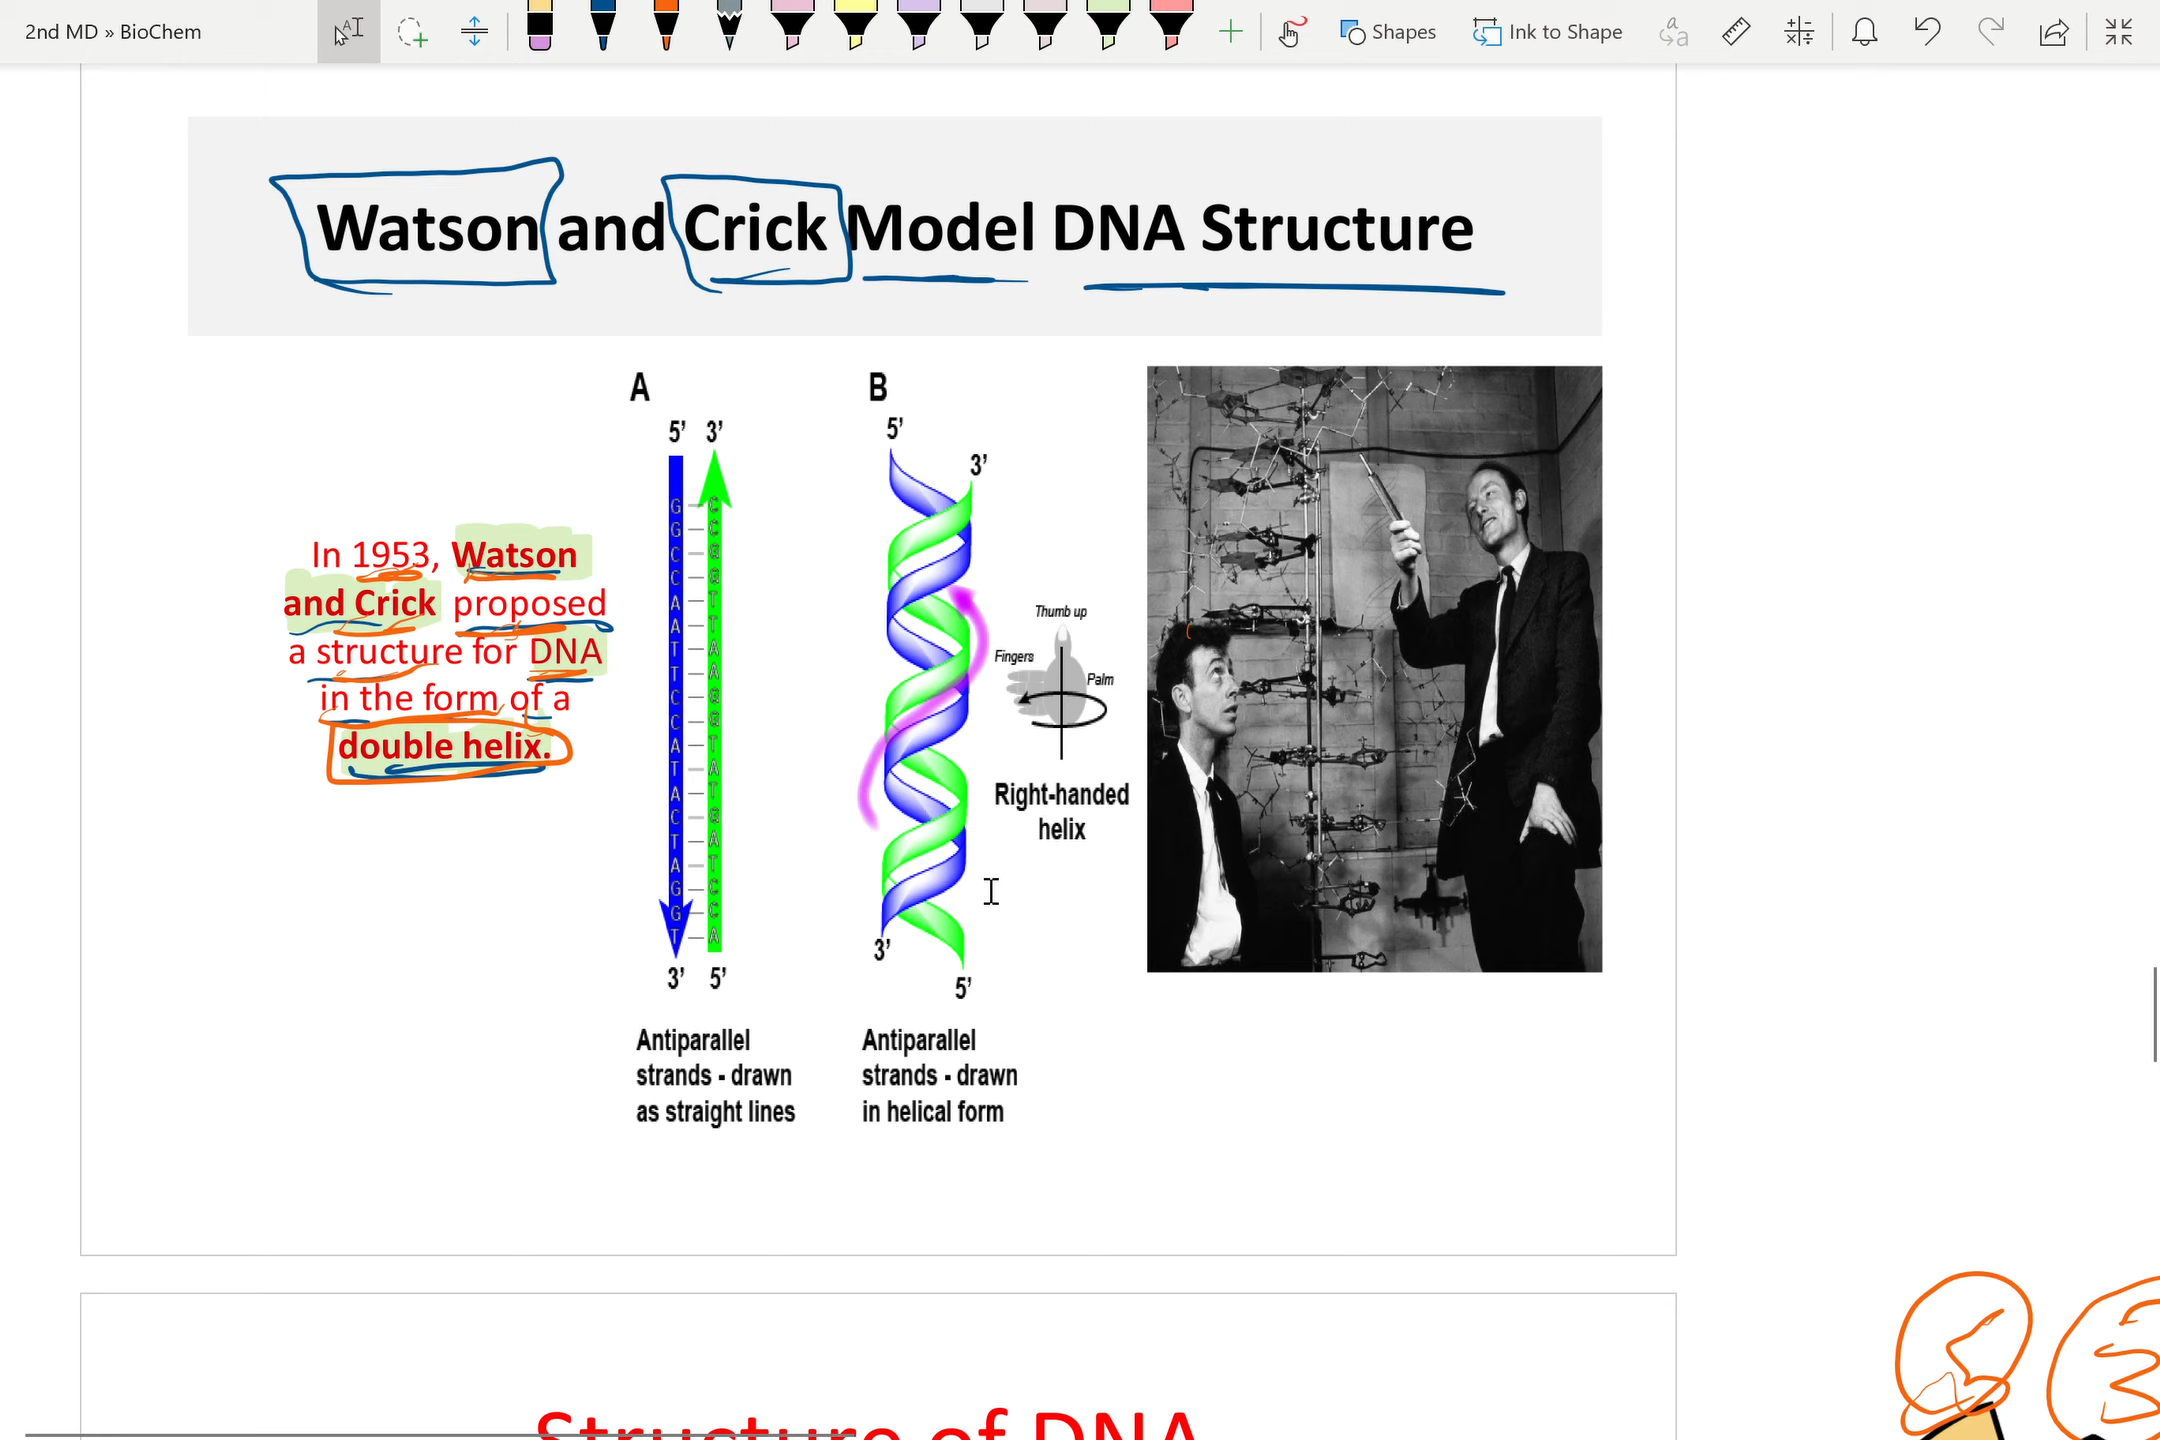 2nd MD » BioChem
Shapes
Ink to Shape
Watson and Crick Model DNA Structure
In 1953, Watson
and Crick proposed
a structure for DNA
in the form of a
double helix.
A
5’ 3’
G
G
C
C
A
A
T
T
C
C
A
T
A
C
T
A
G
G
T
3’ 5’
Antiparallel
strands - drawn
as straight lines
B
5’
3’
3’
5’
Antiparallel
strands - drawn
in helical form
Thumb up
Fingers
Palm
Right-handed
helix
5 3
Structure of DNA